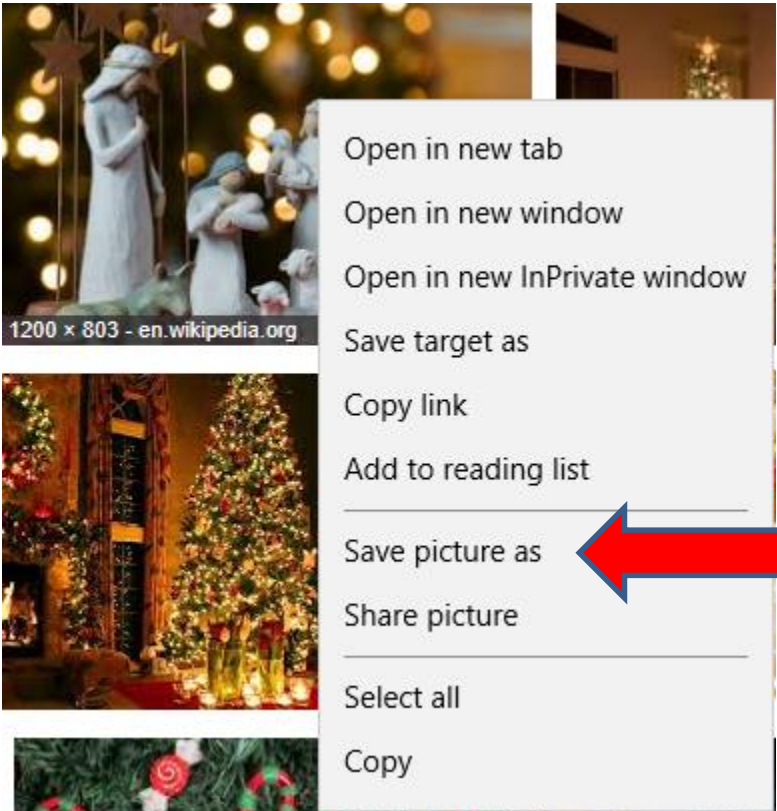 Open in new tab
Open in new window
Open in new InPrivate window
1200 × 803 - en.wikipedia.org
Save target as
Copy link
Add to reading list
Save picture as
Share picture
Select all
Copy